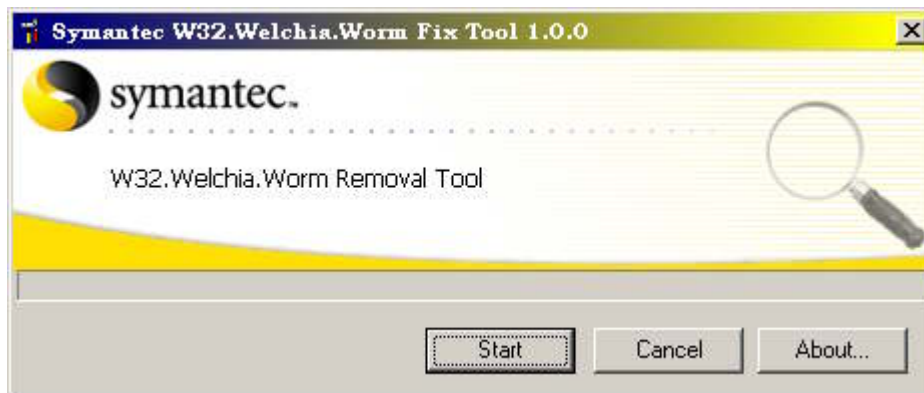 Symantec W32.Welchia.Worm Fix Tool 1.0.0
symantec.
W32.Welchia.Worm Removal Tool
Start
Cancel
About...